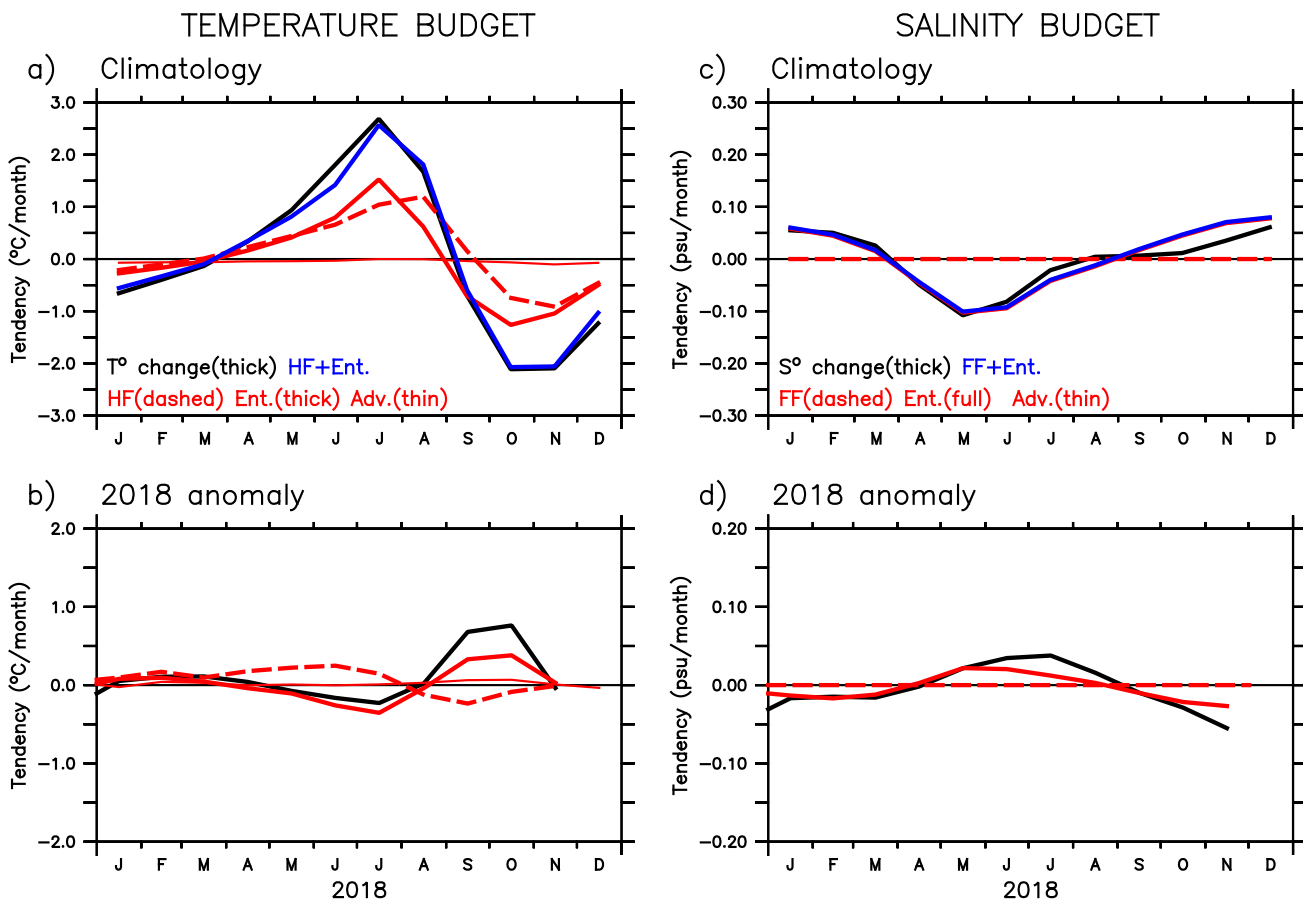 TEMPERATURE BUDGET
SALINITY BUDGET
a) Climatology
Tendency (ºC/month)
3.0
2.0
1.0
0.0
−1.0
−2.0
−3.0
Tº change(thick) HF+Ent.
HF(dashed) Ent.(thick) Adv.(thin)
J F M A M J J A S O N D
c) Climatology
Tendency (psu/month)
0.30
0.20
0.10
0.00
−0.10
−0.20
−0.30
Sº change(thick) FF+Ent.
FF(dashed) Ent.(full) Adv.(thin)
J F M A M J J A S O N D
b) 2018 anomaly
Tendency (ºC/month)
2.0
1.0
0.0
−1.0
−2.0
J F M A M J J A S O N D
2018
d) 2018 anomaly
Tendency (psu/month)
0.20
0.10
0.00
−0.10
−0.20
J F M A M J J A S O N D
2018